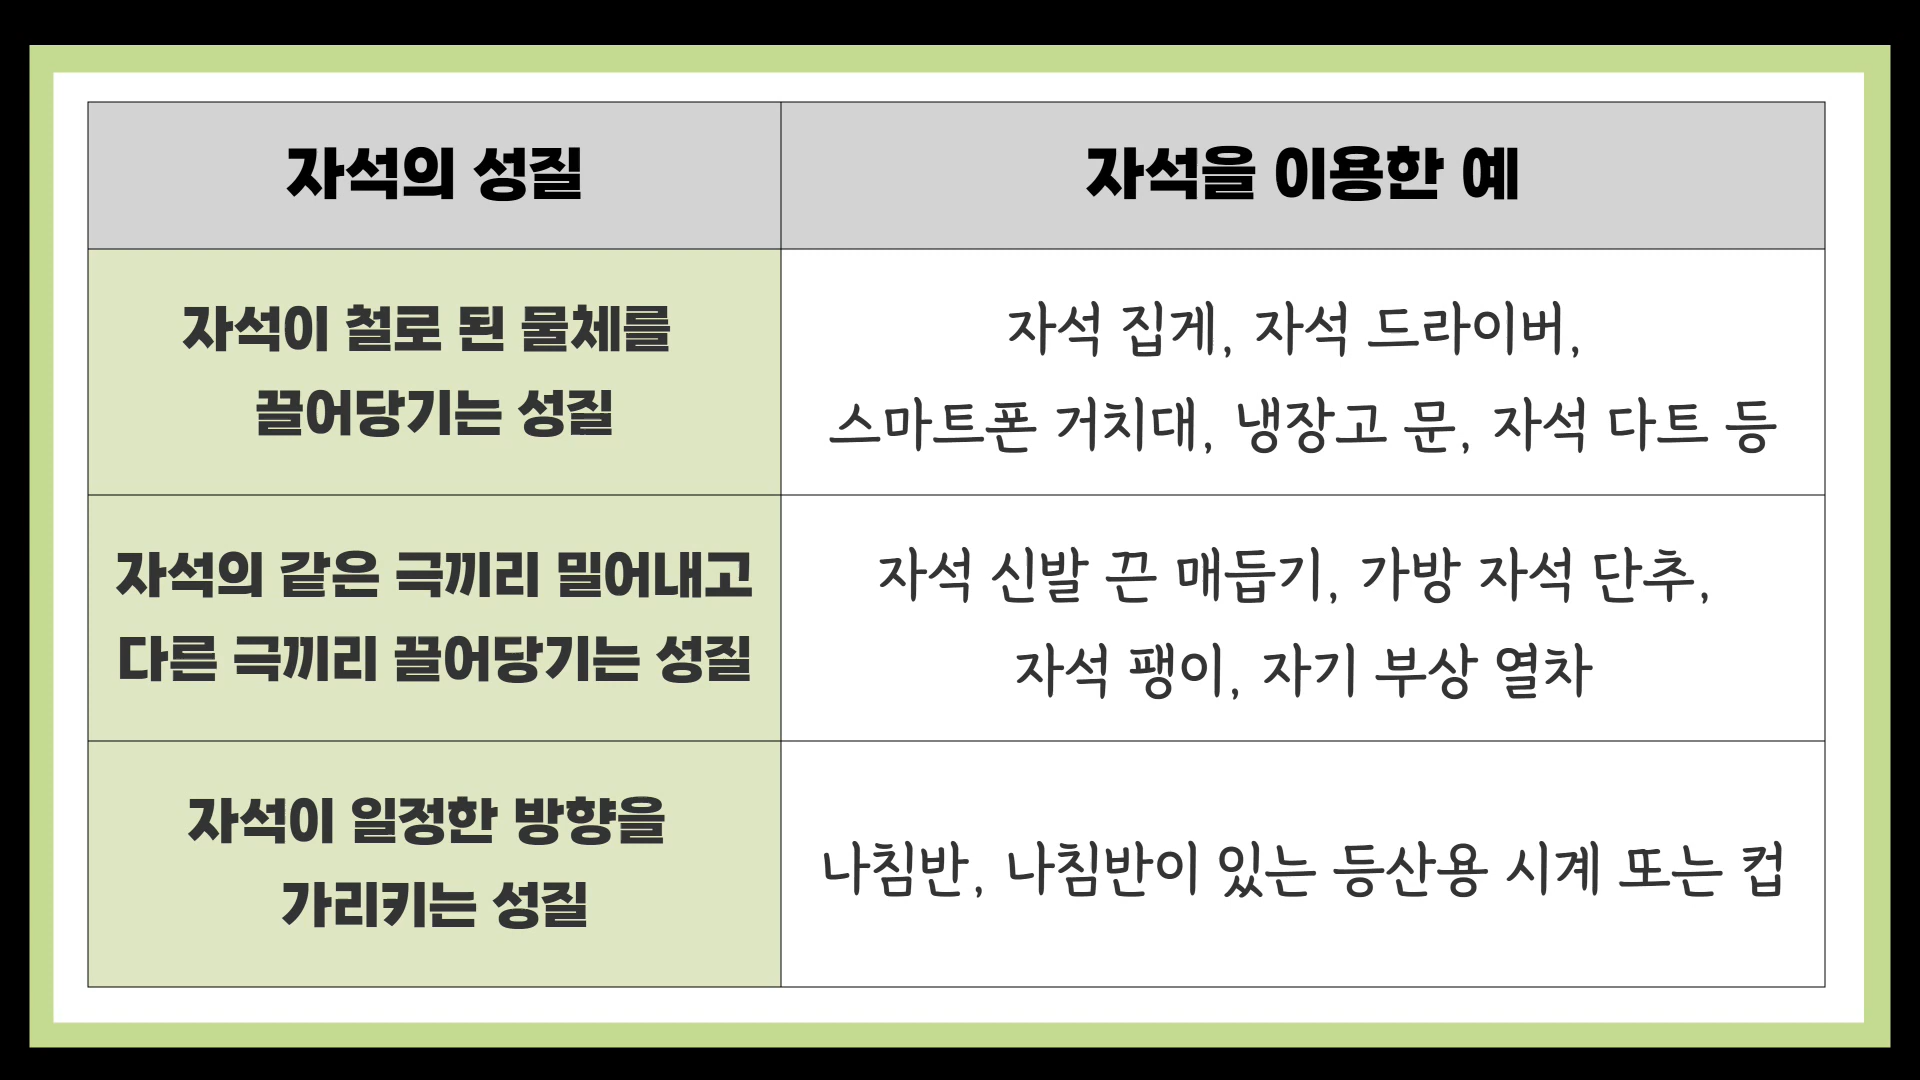 자석의 성질
자석을 이용한 예
자석이 철로 된 물체를
끌어당기는 성질
자석 집게, 자석 드라이버,
스마트폰 거치대, 냉장고 문, 자석 다트 등
자석의 같은 극끼리 밀어내고
다른 극끼리 끌어당기는 성질
자석 신발 끈 매듭기, 가방 자석 단추,
자석 팽이, 자기 부상 열차
자석이 일정한 방향을
가리키는 성질
나침반, 나침반이 있는 등산용 시계 또는 컵